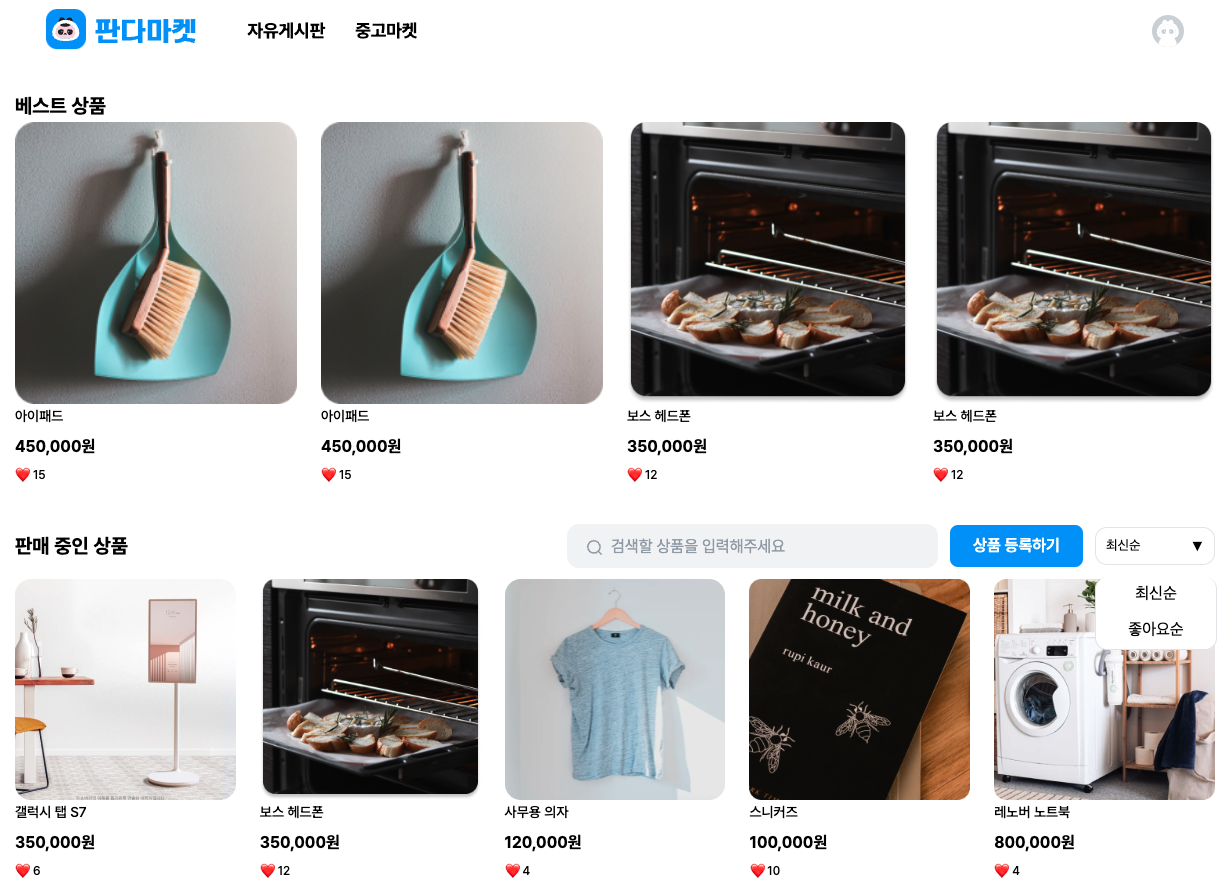 판다마켓 자유게시판 중고마켓
베스트 상품
아이패드
450,000원
❤️ 15
아이패드
450,000원
❤️ 15
보스 헤드폰
350,000원
❤️ 12
보스 헤드폰
350,000원
❤️ 12
판매 중인 상품
검색할 상품을 입력해주세요
상품 등록하기
최신순 ▼
최신순
좋아요순
갤럭시 탭 S7
350,000원
❤️ 6
보스 헤드폰
350,000원
❤️ 12
사무용 의자
120,000원
❤️ 4
milk and
honey
rupi kaur
스니커즈
100,000원
❤️ 10
레노버 노트북
800,000원
❤️ 4